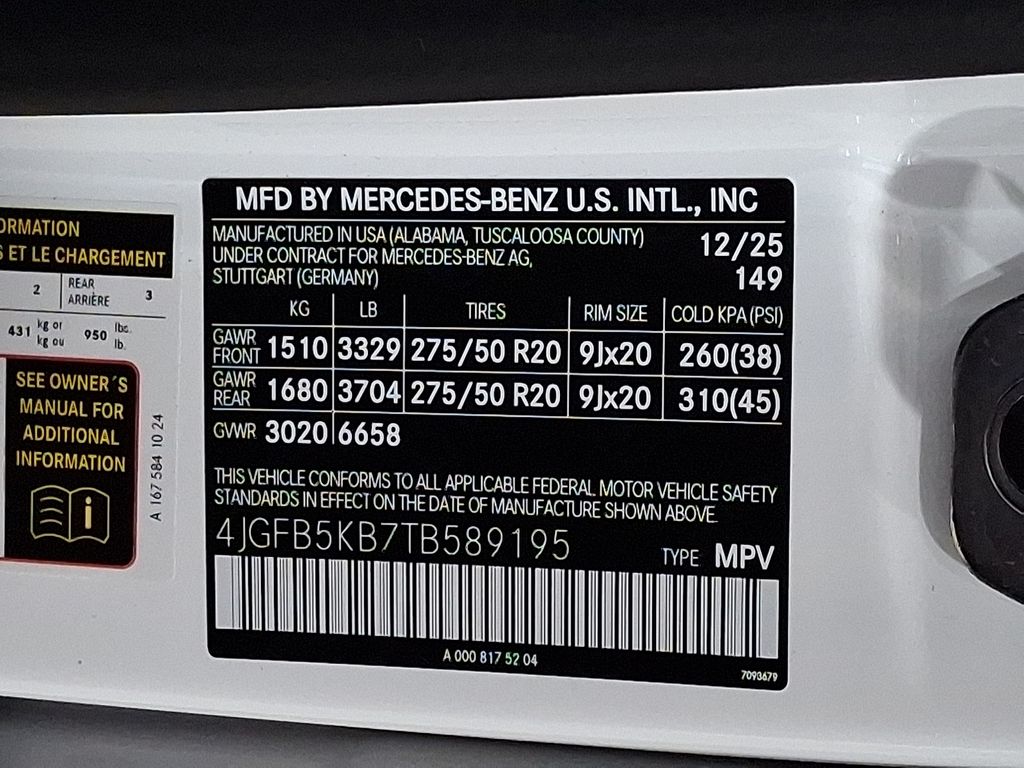 ORMATION
S ET LE CHARGEMENT
2 REAR ARRIÈRE 3
431 kg or kg ou 950 lbs. lb.
SEE OWNER´S
MANUAL FOR
ADDITIONAL
INFORMATION
i
A 167 584 10 24
MFD BY MERCEDES-BENZ U.S. INTL., INC
MANUFACTURED IN USA (ALABAMA, TUSCALOOSA COUNTY) 12/25
UNDER CONTRACT FOR MERCEDES-BENZ AG,
STUTTGART (GERMANY) 149
KG LB TIRES RIM SIZE COLD KPA (PSI)
GAWR FRONT 1510 3329 275/50 R20 9Jx20 260(38)
GAWR REAR 1680 3704 275/50 R20 9Jx20 310(45)
GVWR 3020 6658
THIS VEHICLE CONFORMS TO ALL APPLICABLE FEDERAL MOTOR VEHICLE SAFETY
STANDARDS IN EFFECT ON THE DATE OF MANUFACTURE SHOWN ABOVE.
4JGFB5KB7TB589195 TYPE MPV
A 000 817 52 04
7093679